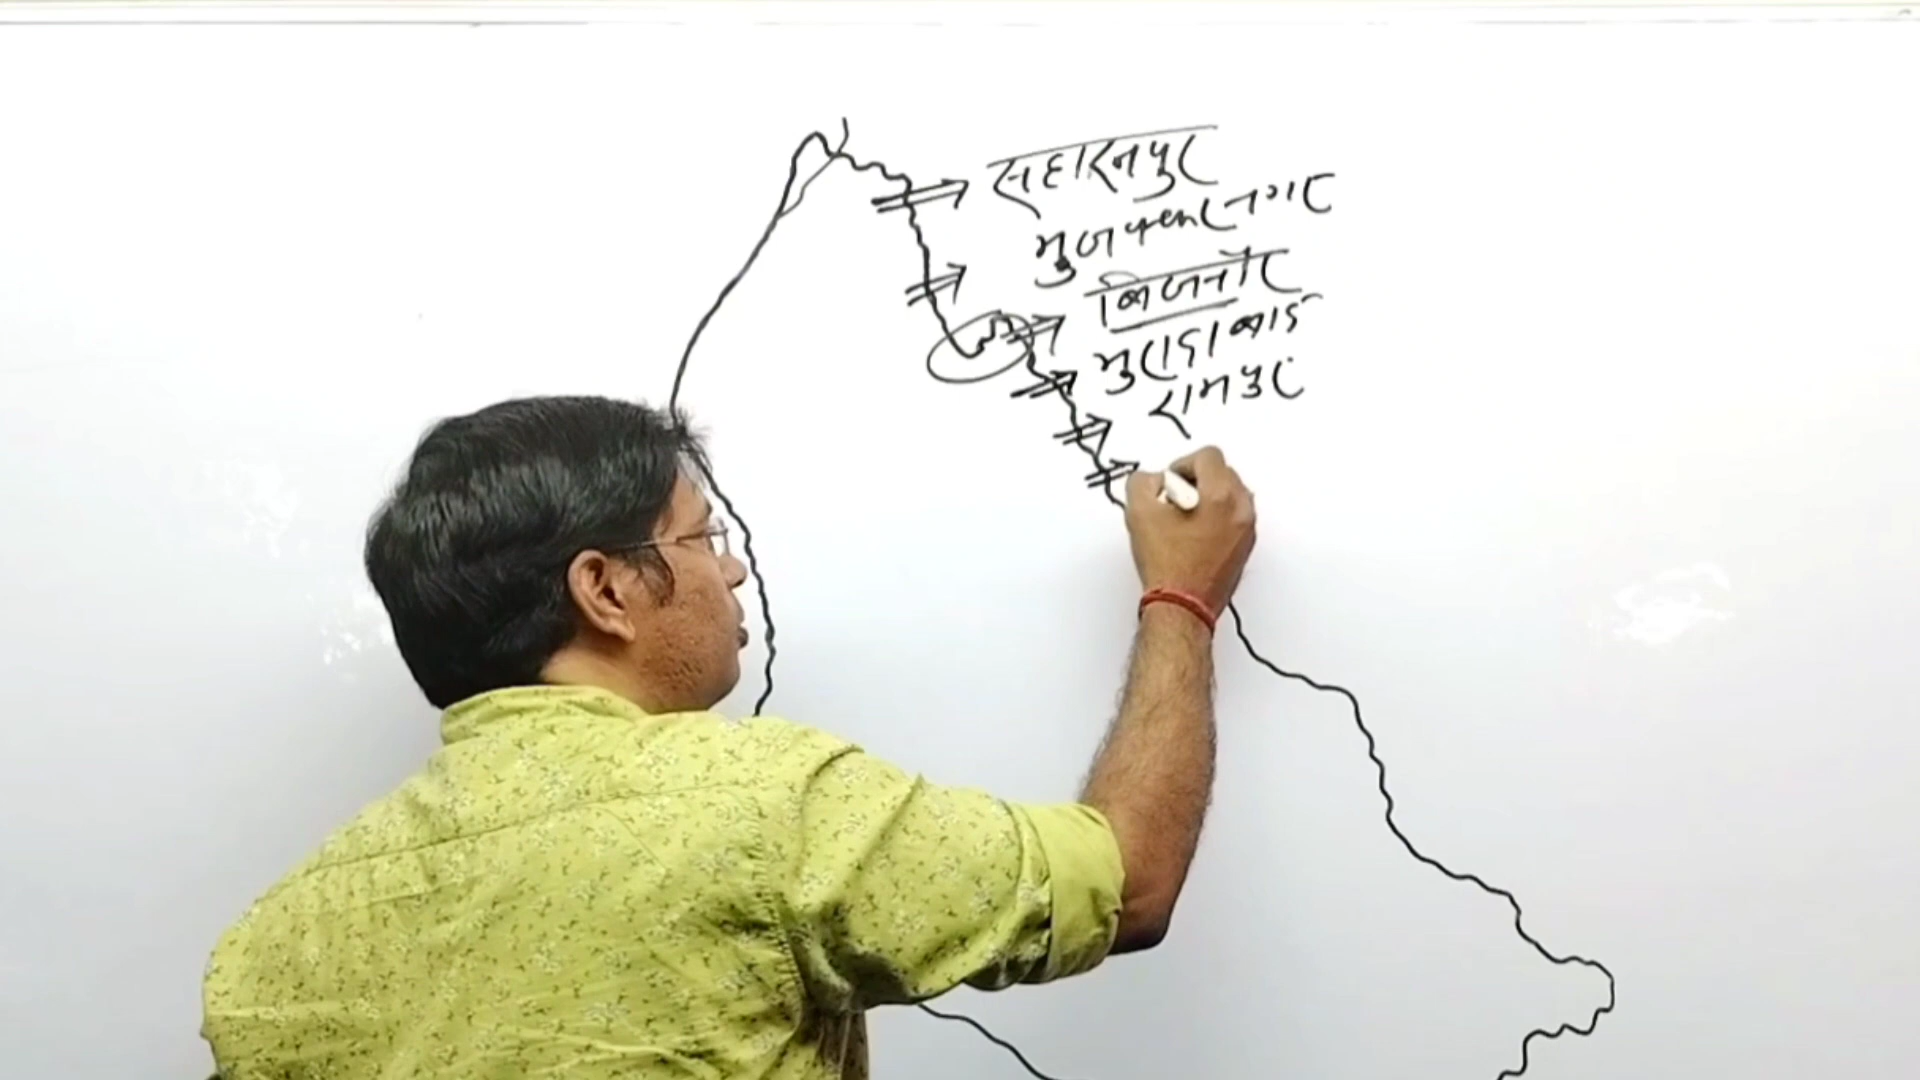 सहारनपुर
मुजफ्फरनगर
बिजनौर
मुरादाबाद
रामपुर